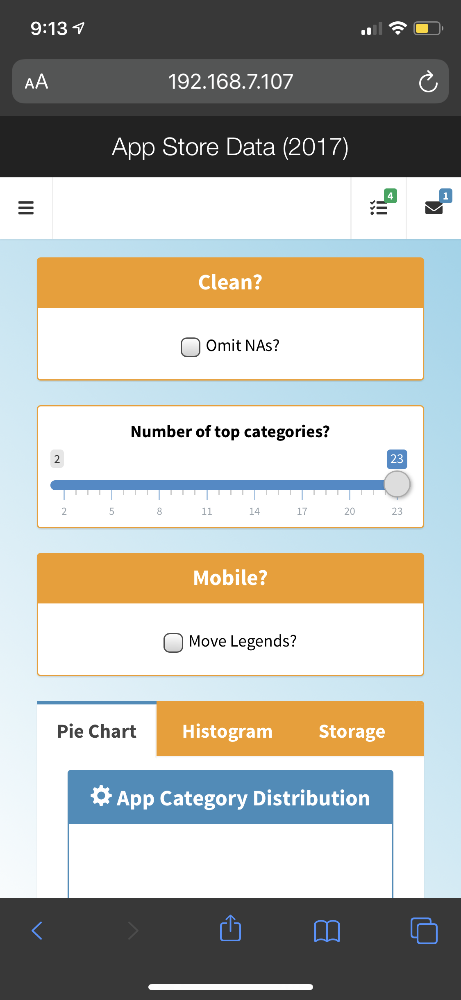 9:13
AA 192.168.7.107
App Store Data (2017)
4 1
Clean?
Omit NAs?
Number of top categories?
2 23
2 5 8 11 14 17 20 23
Mobile?
Move Legends?
Pie Chart Histogram Storage
App Category Distribution